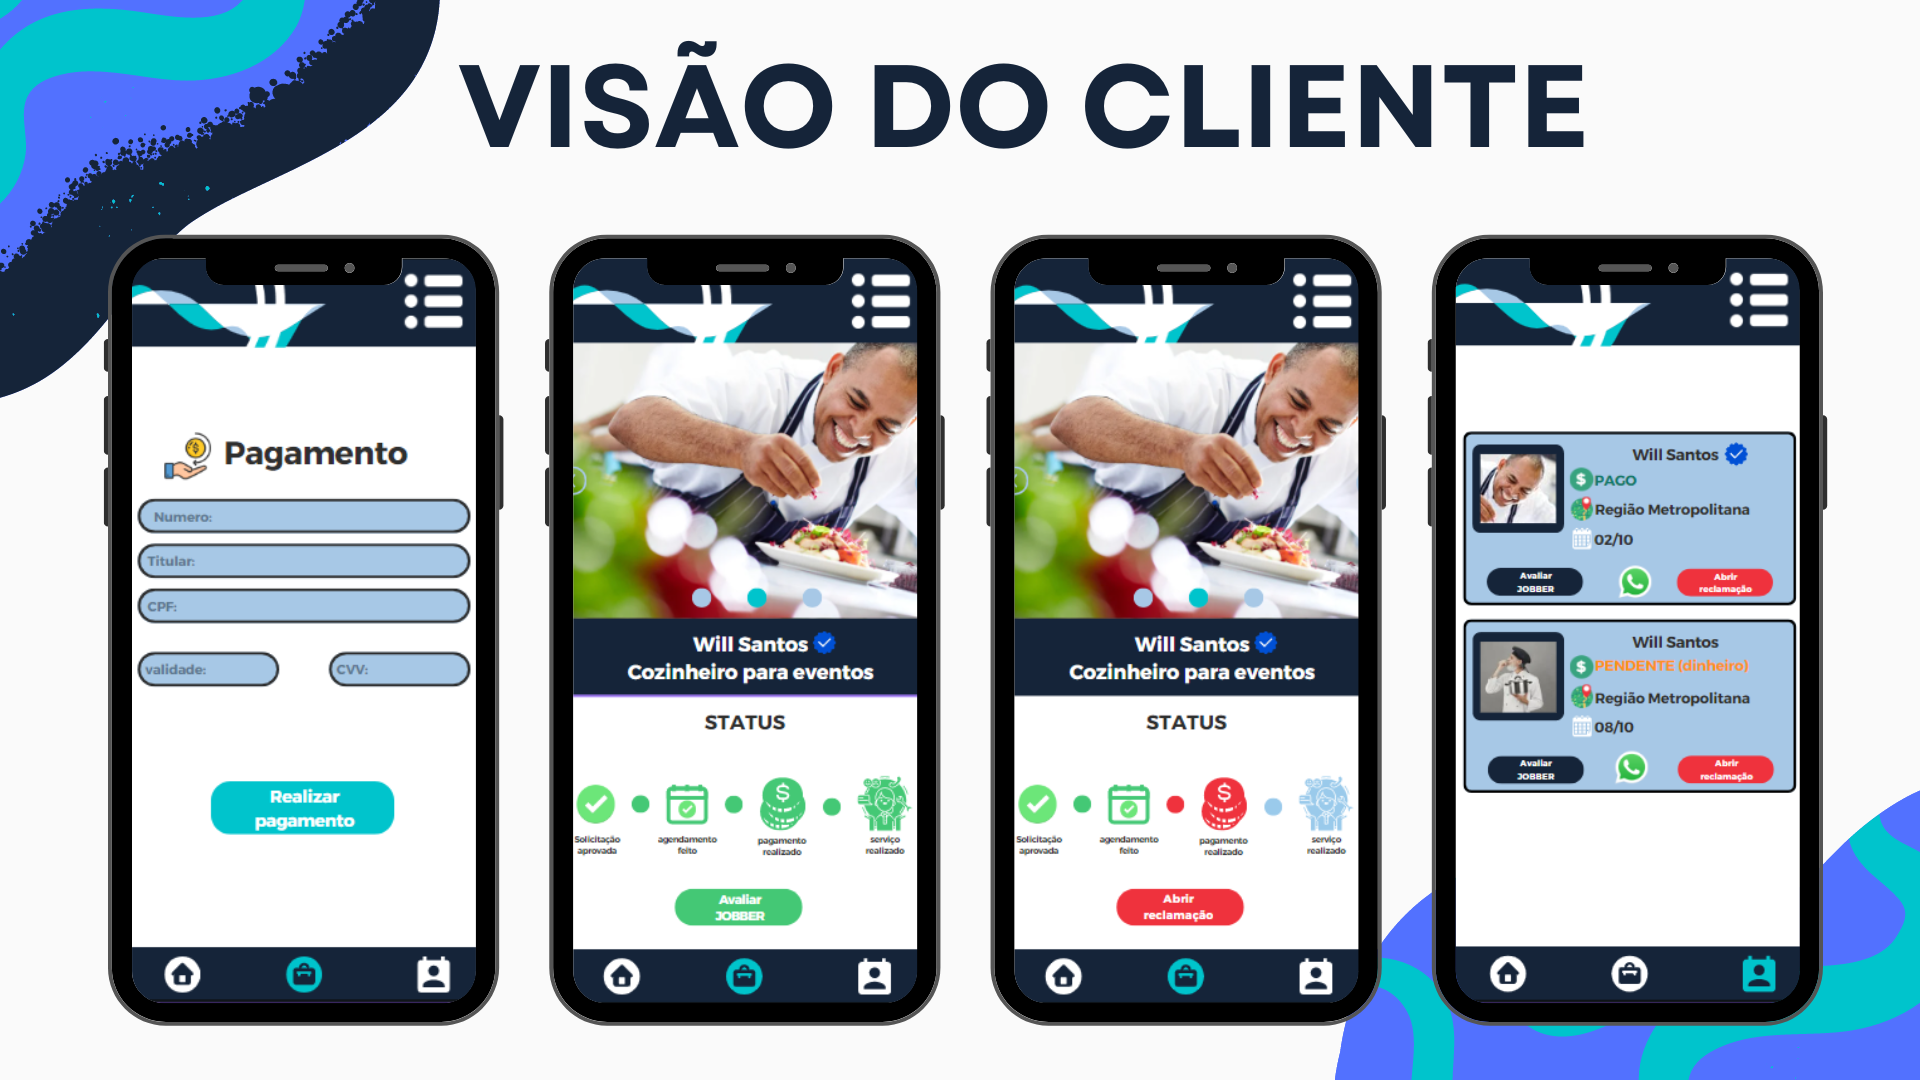 VISÃO DO CLIENTE
Pagamento
Numero:
Titular:
CPF:
validade:
CVV:
Realizar
pagamento
Will Santos
Cozinheiro para eventos
STATUS
Solicitação
aprovada
agendamento
feito
pagamento
realizado
serviço
realizado
Avaliar
JOBBER
Will Santos
Cozinheiro para eventos
STATUS
Solicitação
aprovada
agendamento
feito
pagamento
realizado
serviço
realizado
Abrir
reclamação
Will Santos
PAGO
Região Metropolitana
02/10
Avaliar
JOBBER
Abrir
reclamação
Will Santos
PENDENTE (dinheiro)
Região Metropolitana
08/10
Avaliar
JOBBER
Abrir
reclamação